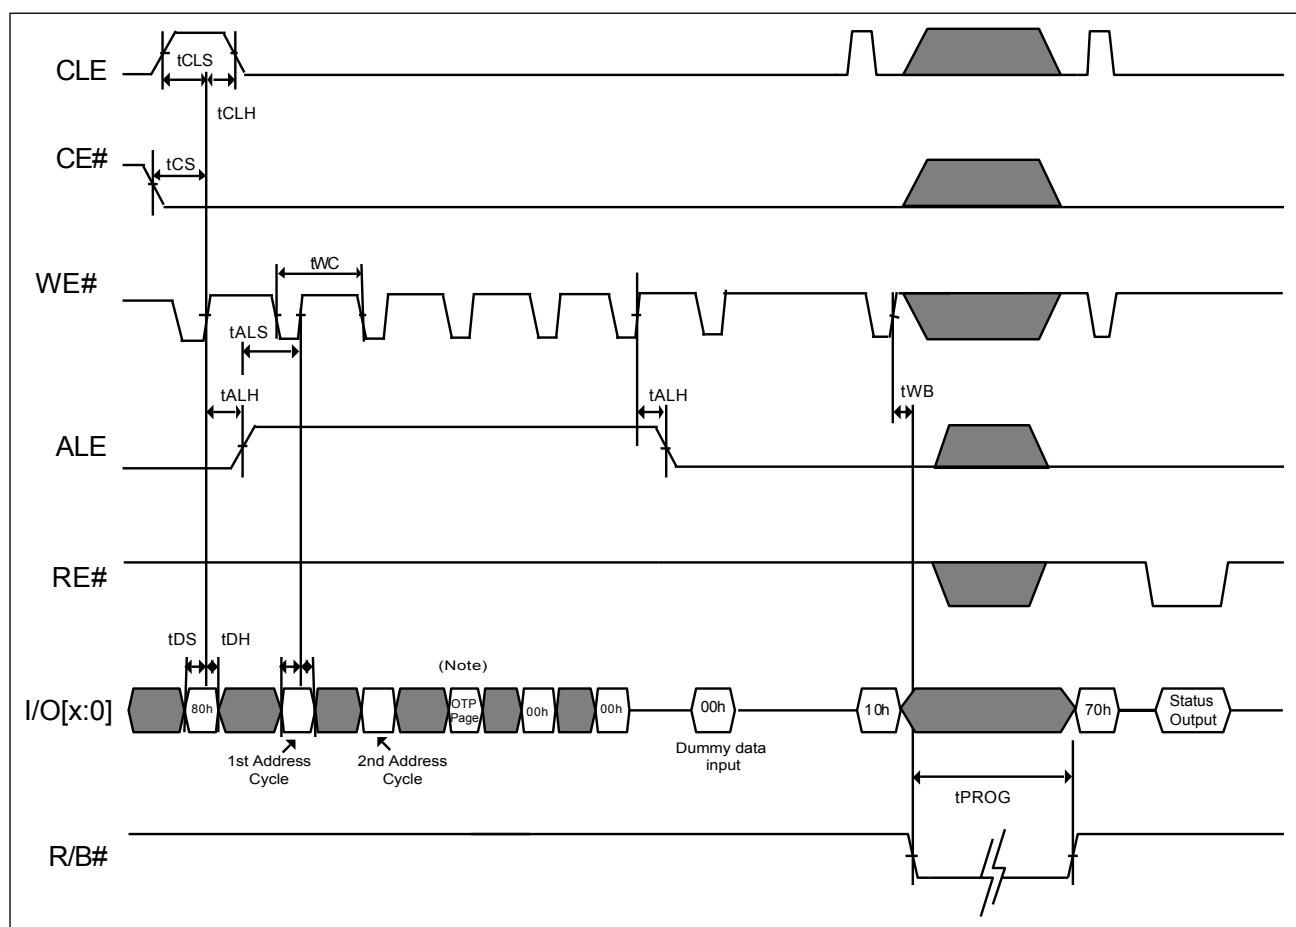 CLE
tCLS
tCLH
CE#
tCS
WE#
tWC
tALS
tALH
tALH
tWB
ALE
RE#
tDS
tDH
(Note)
I/O[x:0]
80h
OTP
Page
00h
00h
00h
10h
70h
Status
Output
1st Address
Cycle
2nd Address
Cycle
Dummy data
input
tPROG
R/B#